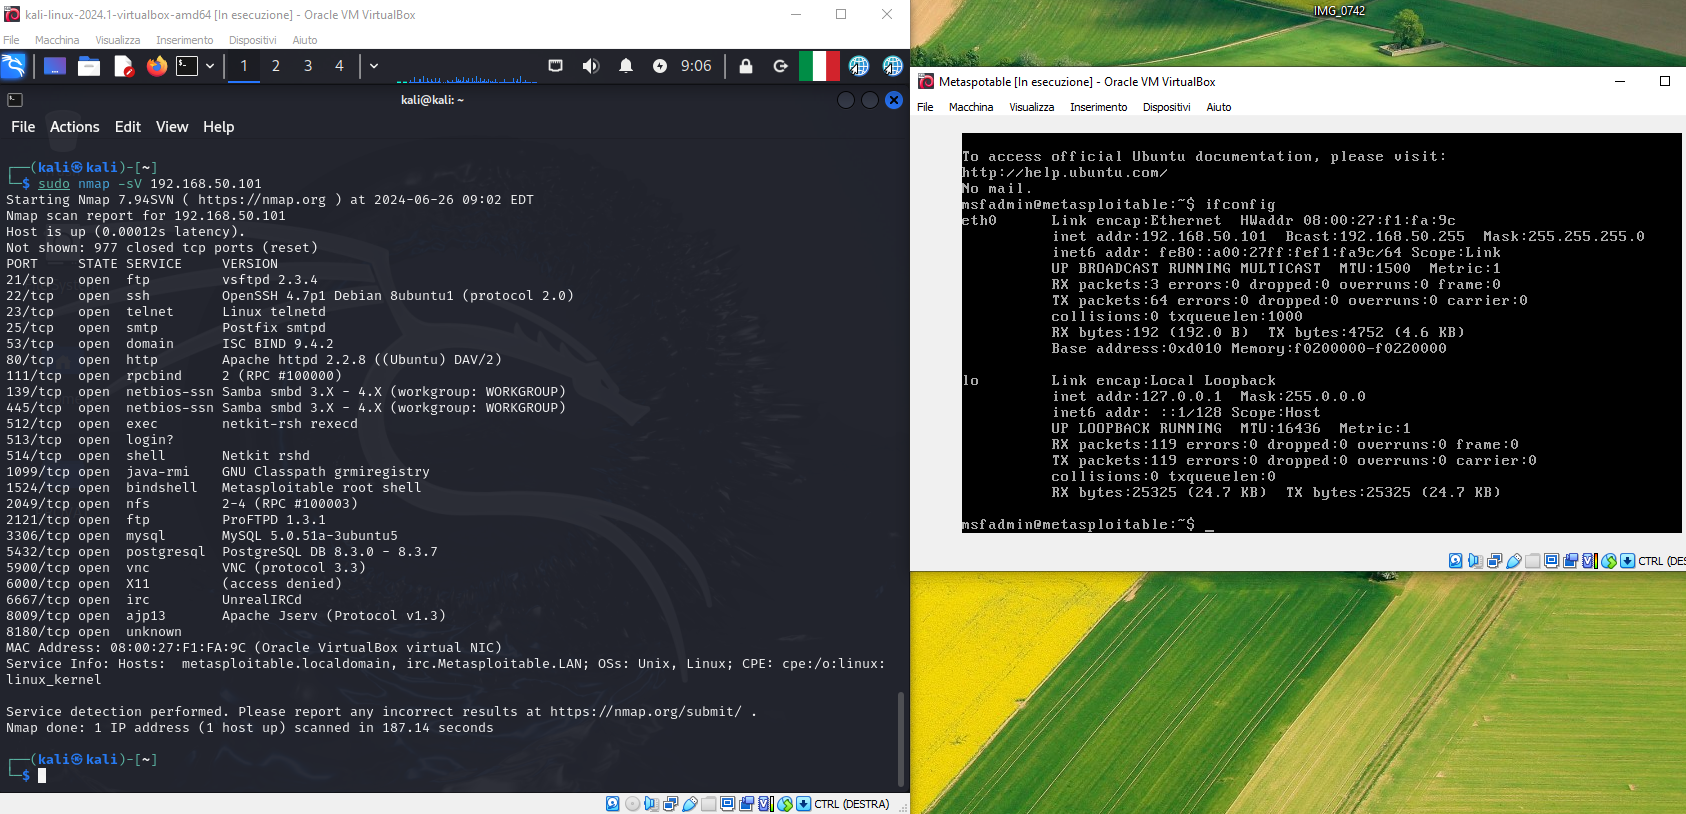 kali-linux-2024.1-virtualbox-amd64 [In esecuzione] - Oracle VM VirtualBox
File Macchina Visualizza Inserimento Dispositivi Aiuto
1 2 3 4 9:06
kali@kali: ~
File Actions Edit View Help
┌──(kali㉿kali)-[~]
└─$ sudo nmap -sV 192.168.50.101
Starting Nmap 7.94SVN ( https://nmap.org ) at 2024-06-26 09:02 EDT
Nmap scan report for 192.168.50.101
Host is up (0.00012s latency).
Not shown: 977 closed tcp ports (reset)
PORT     STATE SERVICE     VERSION
21/tcp   open  ftp         vsftpd 2.3.4
22/tcp   open  ssh         OpenSSH 4.7p1 Debian 8ubuntu1 (protocol 2.0)
23/tcp   open  telnet      Linux telnetd
25/tcp   open  smtp        Postfix smtpd
53/tcp   open  domain      ISC BIND 9.4.2
80/tcp   open  http        Apache httpd 2.2.8 ((Ubuntu) DAV/2)
111/tcp  open  rpcbind     2 (RPC #100000)
139/tcp  open  netbios-ssn Samba smbd 3.X - 4.X (workgroup: WORKGROUP)
445/tcp  open  netbios-ssn Samba smbd 3.X - 4.X (workgroup: WORKGROUP)
512/tcp  open  exec        netkit-rsh rexecd
513/tcp  open  login?
514/tcp  open  shell       Netkit rshd
1099/tcp open  java-rmi    GNU Classpath grmiregistry
1524/tcp open  bindshell   Metasploitable root shell
2049/tcp open  nfs         2-4 (RPC #100003)
2121/tcp open  ftp         ProFTPD 1.3.1
3306/tcp open  mysql       MySQL 5.0.51a-3ubuntu5
5432/tcp open  postgresql  PostgreSQL DB 8.3.0 - 8.3.7
5900/tcp open  vnc         VNC (protocol 3.3)
6000/tcp open  X11         (access denied)
6667/tcp open  irc         UnrealIRCd
8009/tcp open  ajp13       Apache Jserv (Protocol v1.3)
8180/tcp open  unknown
MAC Address: 08:00:27:F1:FA:9C (Oracle VirtualBox virtual NIC)
Service Info: Hosts:  metasploitable.localdomain, irc.Metasploitable.LAN; OSs: Unix, Linux; CPE: cpe:/o:linux:
linux_kernel
Service detection performed. Please report any incorrect results at https://nmap.org/submit/ .
Nmap done: 1 IP address (1 host up) scanned in 187.14 seconds
┌──(kali㉿kali)-[~]
└─$
CTRL (DESTRA)
IMG_0742
Metaspotable [In esecuzione] - Oracle VM VirtualBox
File Macchina Visualizza Inserimento Dispositivi Aiuto
To access official Ubuntu documentation, please visit:
http://help.ubuntu.com/
No mail.
msfadmin@metasploitable:~$ ifconfig
eth0      Link encap:Ethernet  HWaddr 08:00:27:f1:fa:9c
          inet addr:192.168.50.101  Bcast:192.168.50.255  Mask:255.255.255.0
          inet6 addr: fe80::a00:27ff:fef1:fa9c/64 Scope:Link
          UP BROADCAST RUNNING MULTICAST  MTU:1500  Metric:1
          RX packets:3 errors:0 dropped:0 overruns:0 frame:0
          TX packets:64 errors:0 dropped:0 overruns:0 carrier:0
          collisions:0 txqueuelen:1000
          RX bytes:192 (192.0 B)  TX bytes:4752 (4.6 KB)
          Base address:0xd010 Memory:f0200000-f0220000
lo        Link encap:Local Loopback
          inet addr:127.0.0.1  Mask:255.0.0.0
          inet6 addr: ::1/128 Scope:Host
          UP LOOPBACK RUNNING  MTU:16436  Metric:1
          RX packets:119 errors:0 dropped:0 overruns:0 frame:0
          TX packets:119 errors:0 dropped:0 overruns:0 carrier:0
          collisions:0 txqueuelen:0
          RX bytes:25325 (24.7 KB)  TX bytes:25325 (24.7 KB)
msfadmin@metasploitable:~$ _
CTRL (DES